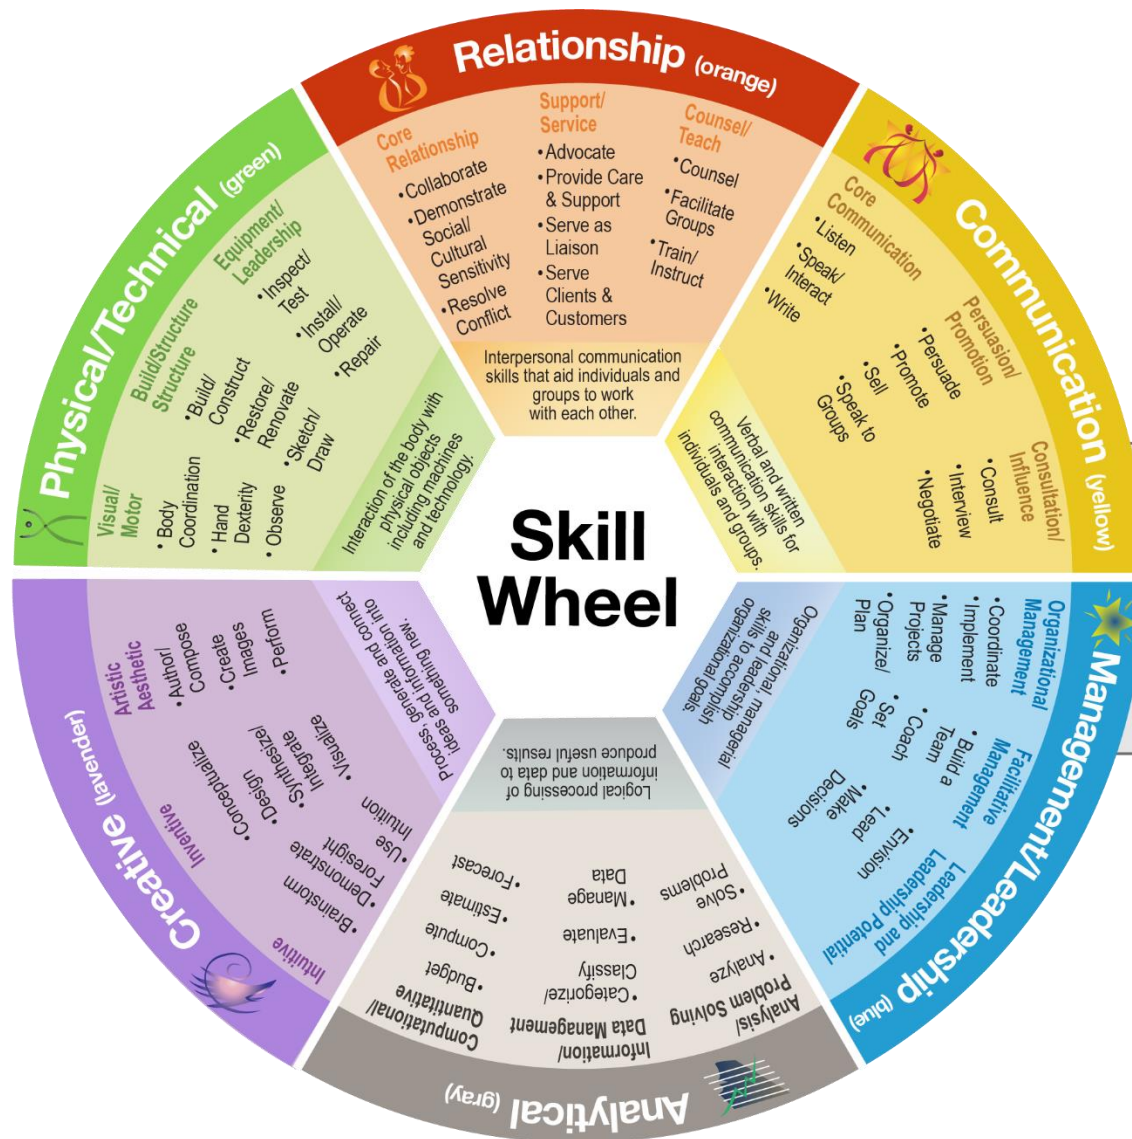 Skill
Wheel
Relationship (orange)
Core
Relationship
• Collaborate
• Demonstrate
Social/
Cultural
Sensitivity
• Resolve
Conflict
Support/
Service
• Advocate
• Provide Care
& Support
• Serve as
Liaison
• Serve
Clients &
Customers
Counsel/
Teach
• Counsel
• Facilitate
Groups
• Train/
Instruct
Interpersonal communication
skills that aid individuals and
groups to work
with each other.
Communication (yellow)
Core
Communication
• Listen
• Speak/
Interact
• Write
Persuasion/
Promotion
• Persuade
• Promote
• Sell
• Speak to
Groups
Consultation/
Influence
• Consult
• Interview
• Negotiate
Verbal and written
communication skills for
interaction with
individuals and groups.
Management/Leadership (blue)
Organizational/
Management
• Coordinate
• Implement
• Manage
Projects
• Organize/
Plan
Facilitative
Management
• Build a
Team
• Coach
• Set
Goals
Leadership and
Leadership Potential
• Envision
• Lead
• Make
Decisions
Organizational, managerial
and leadership
skills to accomplish
organizational goals.
Analytical (gray)
Analysis/
Problem Solving
• Analyze
• Research
• Solve
Problems
Information/
Data Management
• Categorize/
Classify
• Evaluate
• Manage
Data
Computational/
Quantitative
• Budget
• Compute
• Estimate
• Forecast
Logical processing of
information and data to
produce useful results.
Creative (lavender)
Intuitive
• Brainstorm
• Demonstrate
Foresight
• Use
Intuition
Inventive
• Conceptualize
• Design
• Synthesize/
Integrate
• Visualize
Artistic
Aesthetic
• Author/
Compose
• Create
Images
• Perform
Process, generate and connect
ideas and information into
something new.
Physical/Technical (green)
Visual/
Motor
• Body
Coordination
• Hand
Dexterity
• Observe
Build/Structure
Structure
• Build/
Construct
• Restore/
Renovate
• Sketch/
Draw
Equipment/
Leadership
• Inspect/
Test
• Install/
Operate
• Repair
Interaction of the body with
physical objects
including machines
and technology.